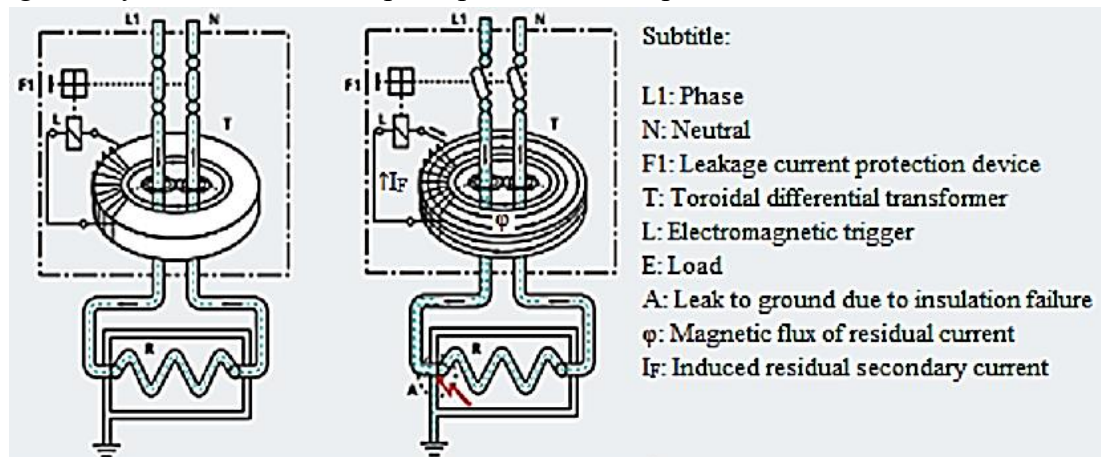 L1 N
F1
L
T
R
L1 N
F1
L
T
↑IF
φ
R
A
Subtitle:
L1: Phase
N: Neutral
F1: Leakage current protection device
T: Toroidal differential transformer
L: Electromagnetic trigger
E: Load
A: Leak to ground due to insulation failure
φ: Magnetic flux of residual current
IF: Induced residual secondary current